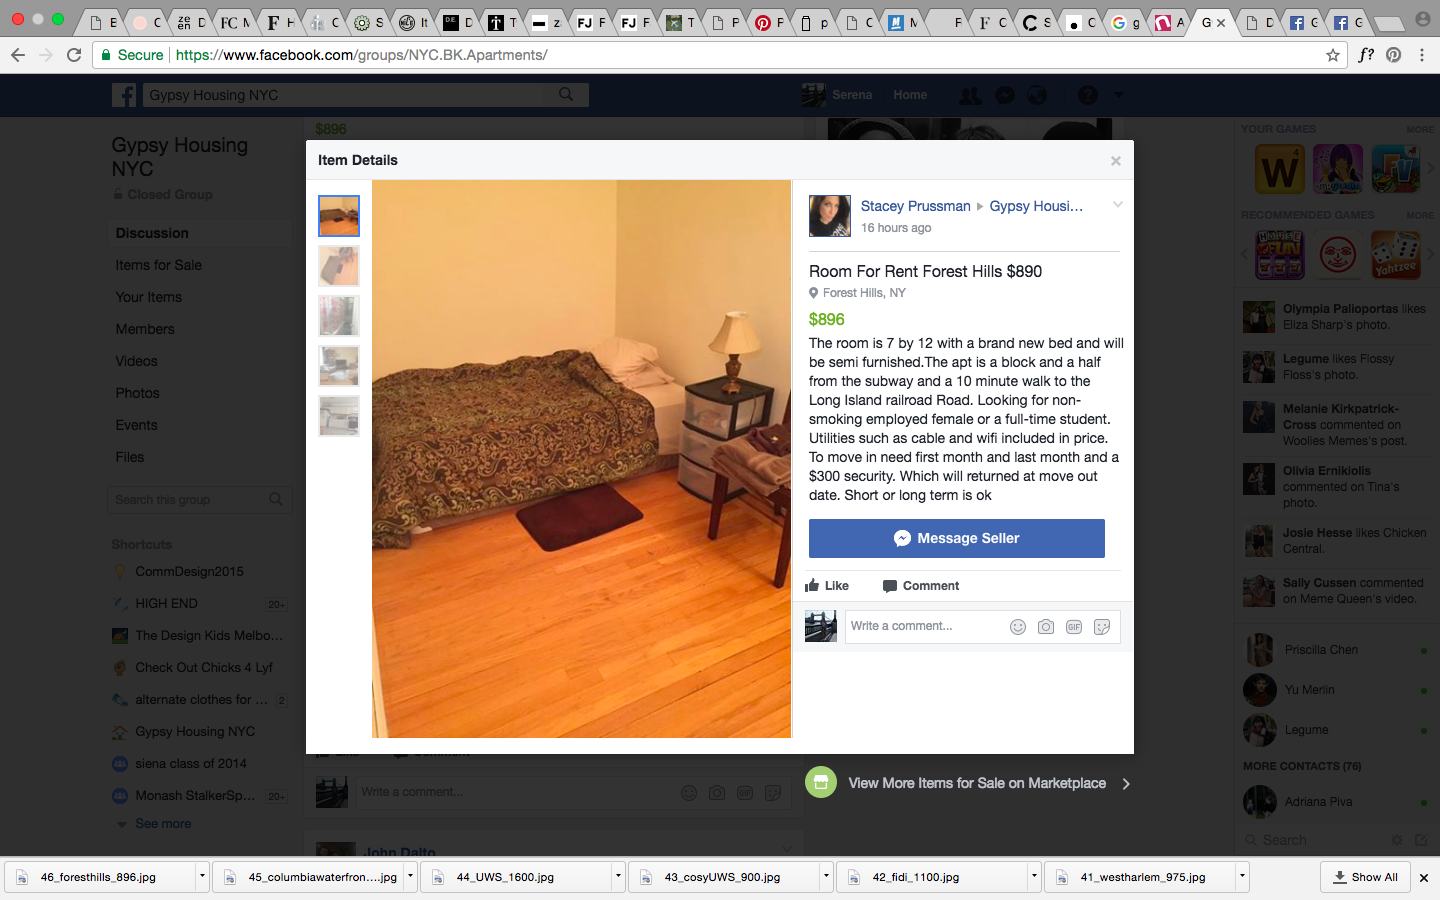 B
C
D
FC M
H
C
S
It
D
T
z
F
F
T
P
F
p
C
M
F
C
S
C
g
A
G
D
G
G
Secure
https://www.facebook.com/groups/NYC.BK.Apartments/
Gypsy Housing NYC
Serena
Home
Gypsy Housing
NYC
Closed Group
Discussion
Items for Sale
Your Items
Members
Videos
Photos
Events
Files
Search this group
Shortcuts
CommDesign2015
HIGH END 20+
The Design Kids Melbo...
Check Out Chicks 4 Lyf
alternate clothes for ... 2
Gypsy Housing NYC
siena class of 2014
Monash StalkerSp... 20+
See more
$896
Item Details
Stacey Prussman ▸ Gypsy Housi...
16 hours ago
Room For Rent Forest Hills $890
Forest Hills, NY
$896
The room is 7 by 12 with a brand new bed and will
be semi furnished.The apt is a block and a half
from the subway and a 10 minute walk to the
Long Island railroad Road. Looking for non-
smoking employed female or a full-time student.
Utilities such as cable and wifi included in price.
To move in need first month and last month and a
$300 security. Which will returned at move out
date. Short or long term is ok
Message Seller
Like
Comment
Write a comment...
GIF
Write a comment...
GIF
John Dalto
View More Items for Sale on Marketplace
YOUR GAMES MORE
RECOMMENDED GAMES MORE
Olympia Palioportas likes
Eliza Sharp's photo.
Legume likes Flossy
Floss's photo.
Melanie Kirkpatrick-
Cross commented on
Woolies Memes's post.
Olivia Ernikiolis
commented on Tina's
photo.
Josie Hesse likes Chicken
Central.
Sally Cussen commented
on Meme Queen's video.
Priscilla Chen
Yu Merlin
Legume
MORE CONTACTS (76)
Adriana Piva
Search
46_foresthills_896.jpg
45_columbiawaterfron....jpg
44_UWS_1600.jpg
43_cosyUWS_900.jpg
42_fidi_1100.jpg
41_westharlem_975.jpg
Show All